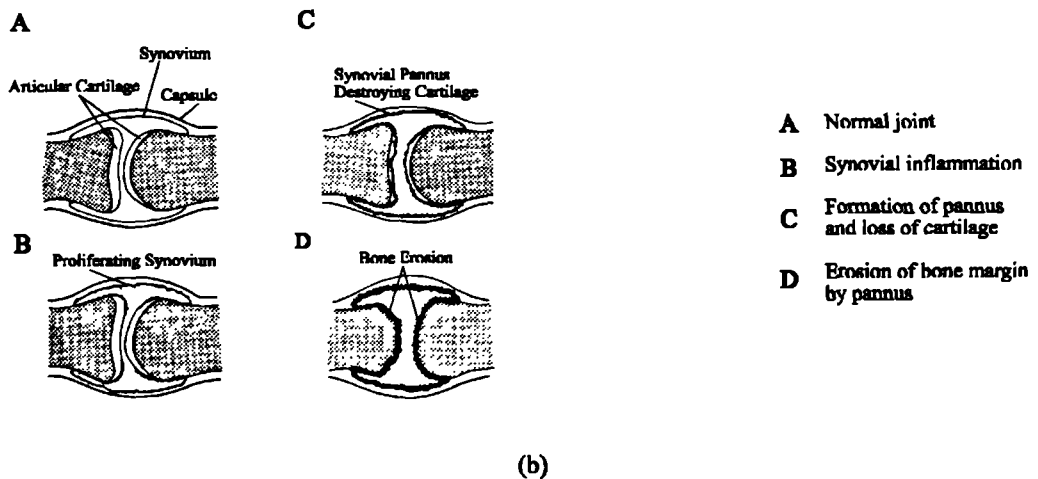 A
Synovium
Articular Cartilage
Capsule
C
Synovial Pannus
Destroying Cartilage
B
Proliferating Synovium
D
Bone Erosion
A Normal joint
B Synovial inflammation
C Formation of pannus
and loss of cartilage
D Erosion of bone margin
by pannus
(b)